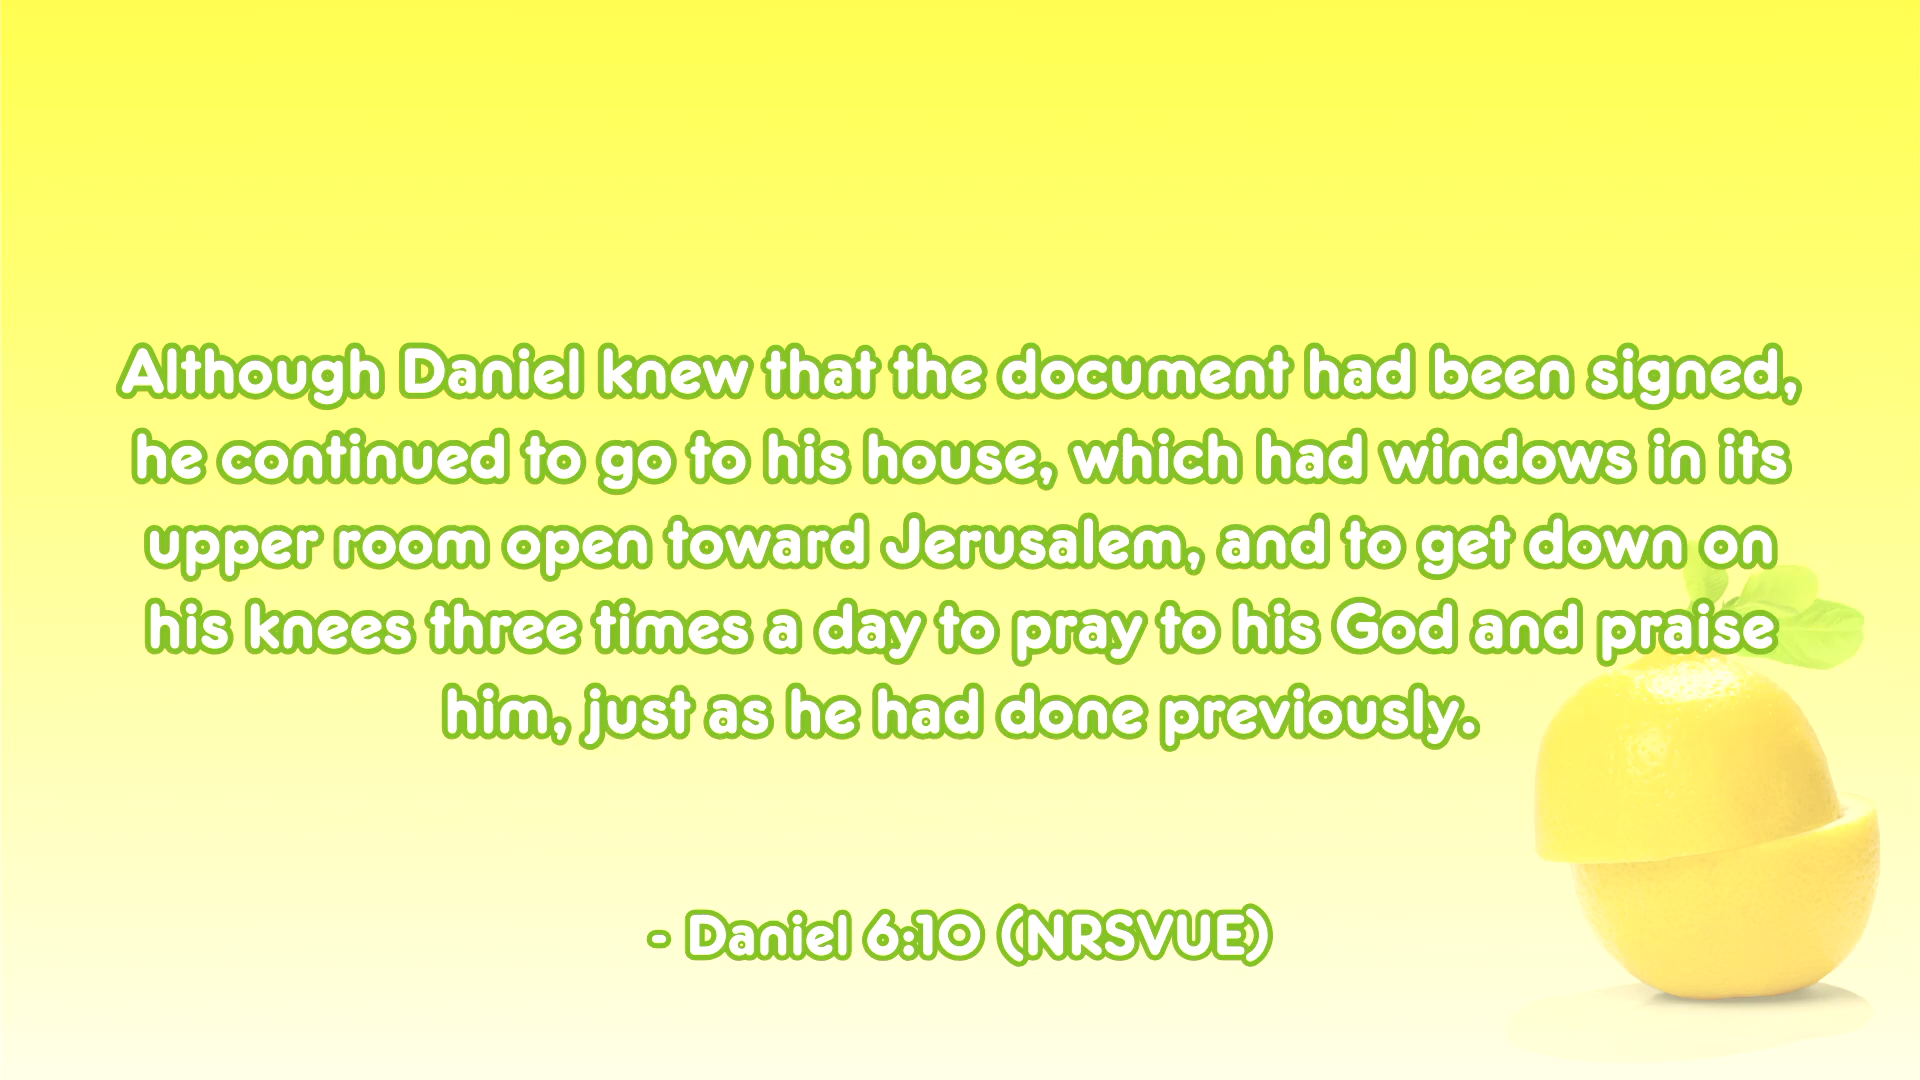 Although Daniel knew that the document had been signed,
he continued to go to his house, which had windows in its
upper room open toward Jerusalem, and to get down on
his knees three times a day to pray to his God and praise
him, just as he had done previously.
- Daniel 6:10 (NRSVUE)